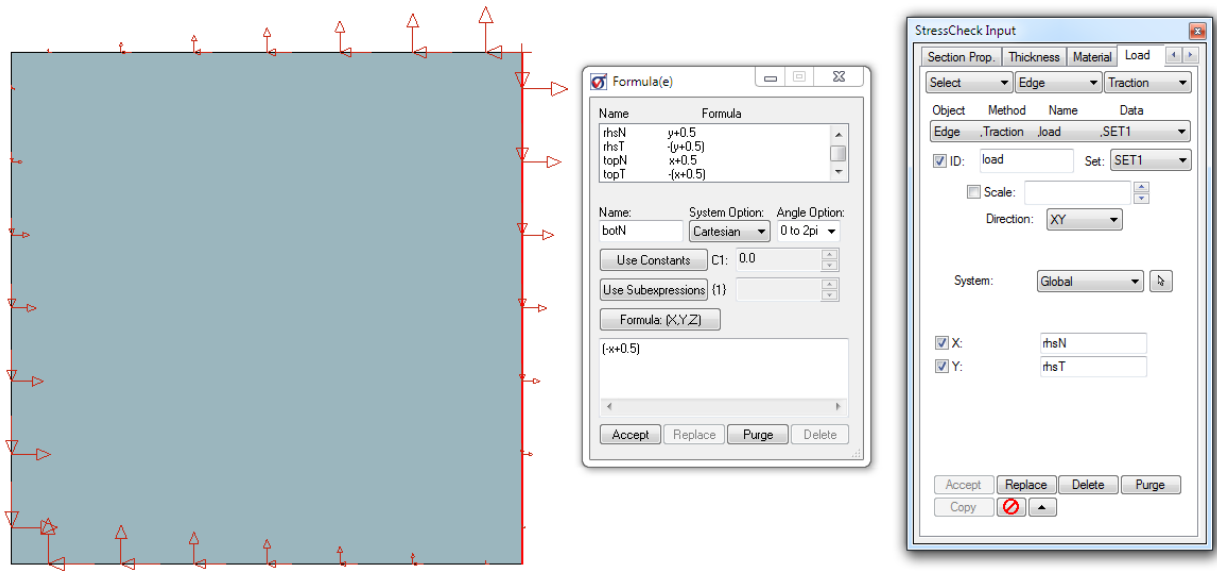 Formula(e)
Name Formula
rhsN y+0.5
rhsT -(y+0.5)
topN x+0.5
topT -(x+0.5)
Name: System Option: Angle Option:
botN Cartesian 0 to 2pi
Use Constants C1: 0.0
Use Subexpressions {1}
Formula: (X,Y,Z)
(-x+0.5)
Accept Replace Purge Delete
StressCheck Input
Section Prop. Thickness Material Load
Select Edge Traction
Object Method Name Data
Edge ,Traction ,load ,SET1
ID: load Set: SET1
Scale:
Direction: XY
System: Global
X: rhsN
Y: rhsT
Accept Replace Delete Purge
Copy